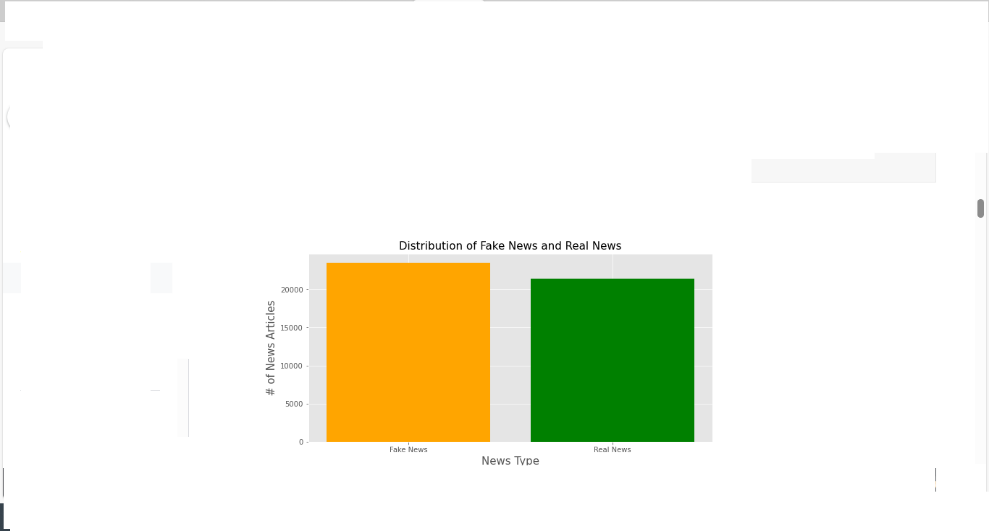 Distribution of Fake News and Real News
# of News Articles
20000
15000
10000
5000
0
Fake News
Real News
News Type